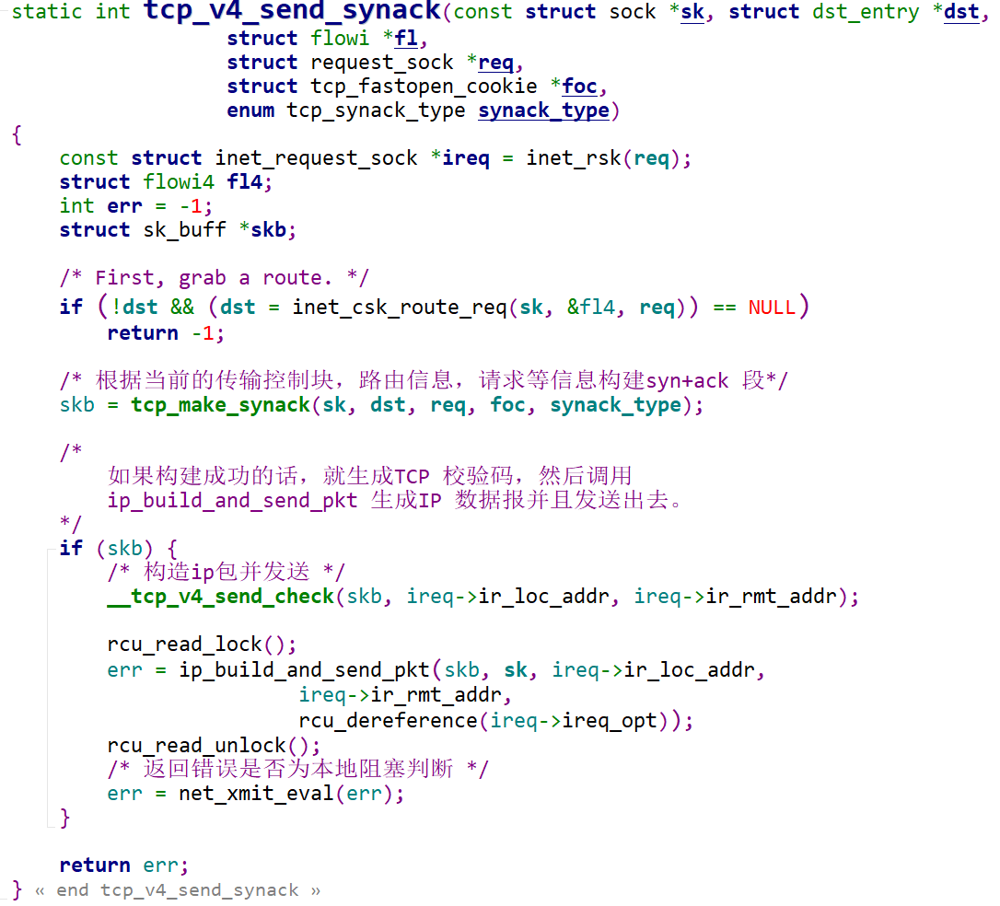 static int tcp_v4_send_synack(const struct sock *sk, struct dst_entry *dst,
struct flowi *fl,
struct request_sock *req,
struct tcp_fastopen_cookie *foc,
enum tcp_synack_type synack_type)
{
const struct inet_request_sock *ireq = inet_rsk(req);
struct flowi4 fl4;
int err = -1;
struct sk_buff *skb;
/* First, grab a route. */
if (!dst && (dst = inet_csk_route_req(sk, &fl4, req)) == NULL)
return -1;
/* 根据当前的传输控制块，路由信息，请求等信息构建syn+ack 段*/
skb = tcp_make_synack(sk, dst, req, foc, synack_type);
/*
如果构建成功的话，就生成TCP 校验码，然后调用
ip_build_and_send_pkt 生成IP 数据报并且发送出去。
*/
if (skb) {
/* 构造ip包并发送 */
__tcp_v4_send_check(skb, ireq->ir_loc_addr, ireq->ir_rmt_addr);
rcu_read_lock();
err = ip_build_and_send_pkt(skb, sk, ireq->ir_loc_addr,
ireq->ir_rmt_addr,
rcu_dereference(ireq->ireq_opt));
rcu_read_unlock();
/* 返回错误是否为本地阻塞判断 */
err = net_xmit_eval(err);
}
return err;
} « end tcp_v4_send_synack »